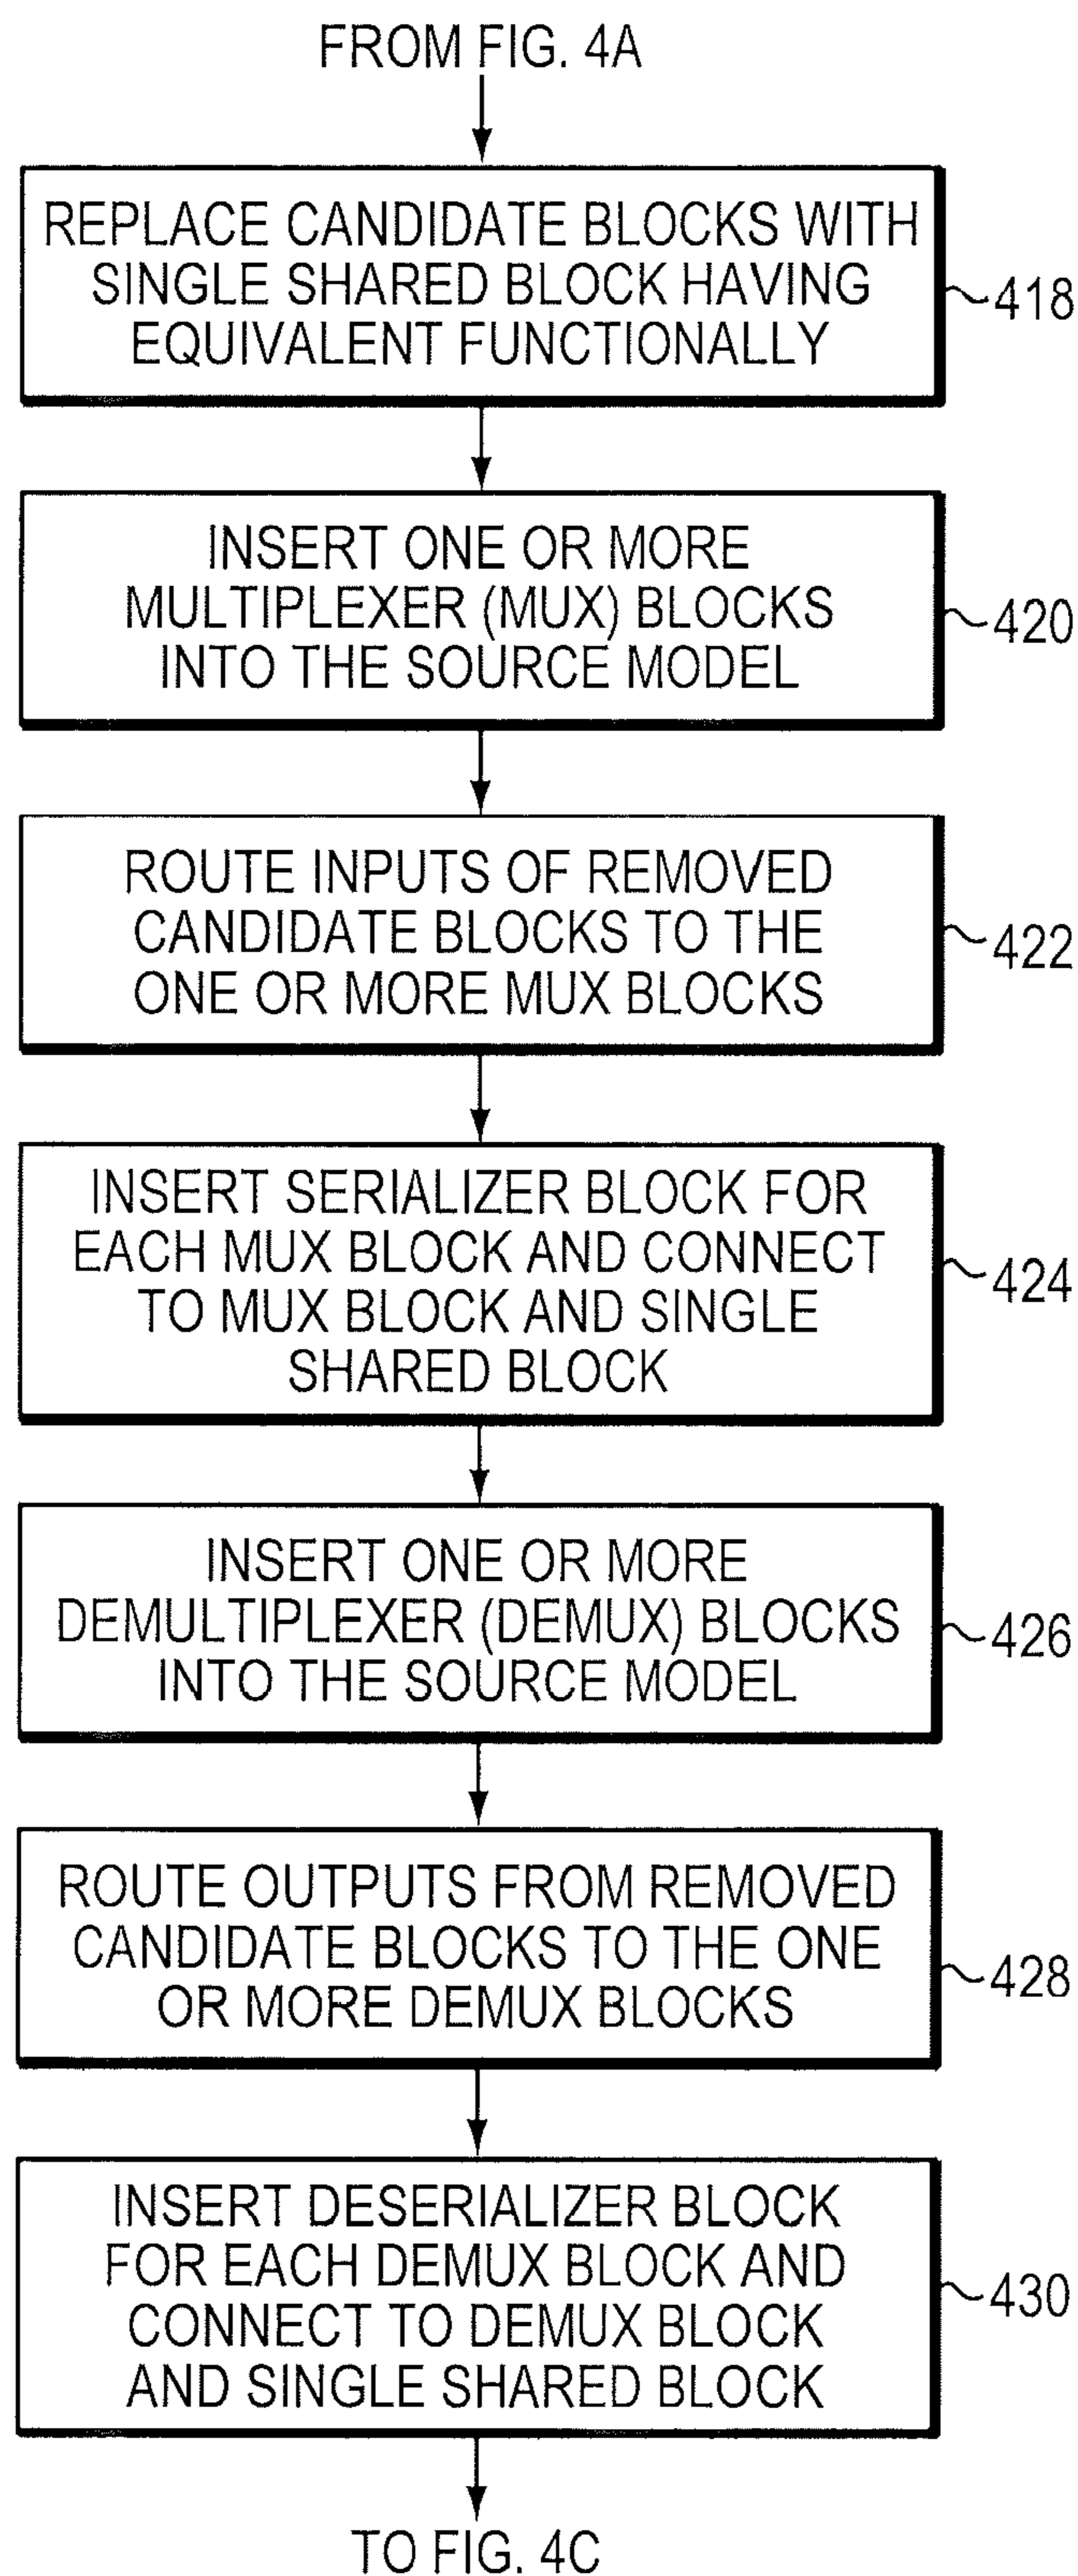 FROM FIG. 4A
REPLACE CANDIDATE BLOCKS WITH
SINGLE SHARED BLOCK HAVING
EQUIVALENT FUNCTIONALLY
418
INSERT ONE OR MORE
MULTIPLEXER (MUX) BLOCKS
INTO THE SOURCE MODEL
420
ROUTE INPUTS OF REMOVED
CANDIDATE BLOCKS TO THE
ONE OR MORE MUX BLOCKS
422
INSERT SERIALIZER BLOCK FOR
EACH MUX BLOCK AND CONNECT
TO MUX BLOCK AND SINGLE
SHARED BLOCK
424
INSERT ONE OR MORE
DEMULTIPLEXER (DEMUX) BLOCKS
INTO THE SOURCE MODEL
426
ROUTE OUTPUTS FROM REMOVED
CANDIDATE BLOCKS TO THE ONE
OR MORE DEMUX BLOCKS
428
INSERT DESERIALIZER BLOCK
FOR EACH DEMUX BLOCK AND
CONNECT TO DEMUX BLOCK
AND SINGLE SHARED BLOCK
430
TO FIG. 4C